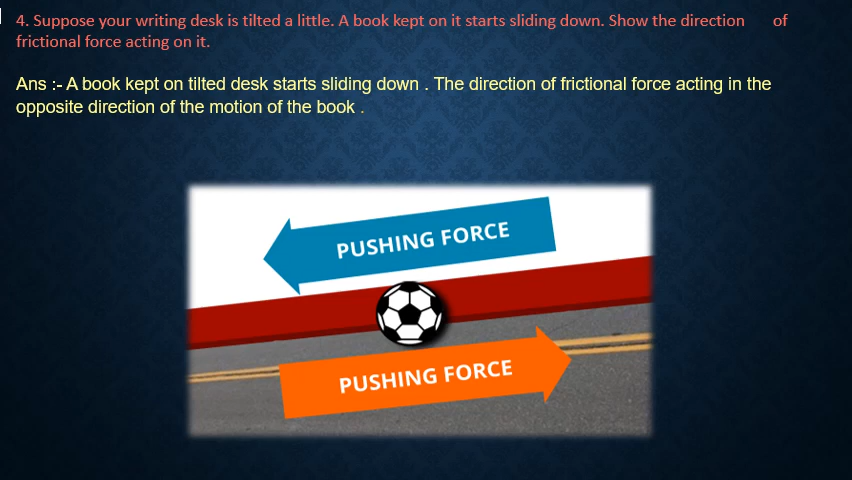 4. Suppose your writing desk is tilted a little. A book kept on it starts sliding down. Show the direction of
frictional force acting on it.
Ans :- A book kept on tilted desk starts sliding down . The direction of frictional force acting in the
opposite direction of the motion of the book .
PUSHING FORCE
PUSHING FORCE